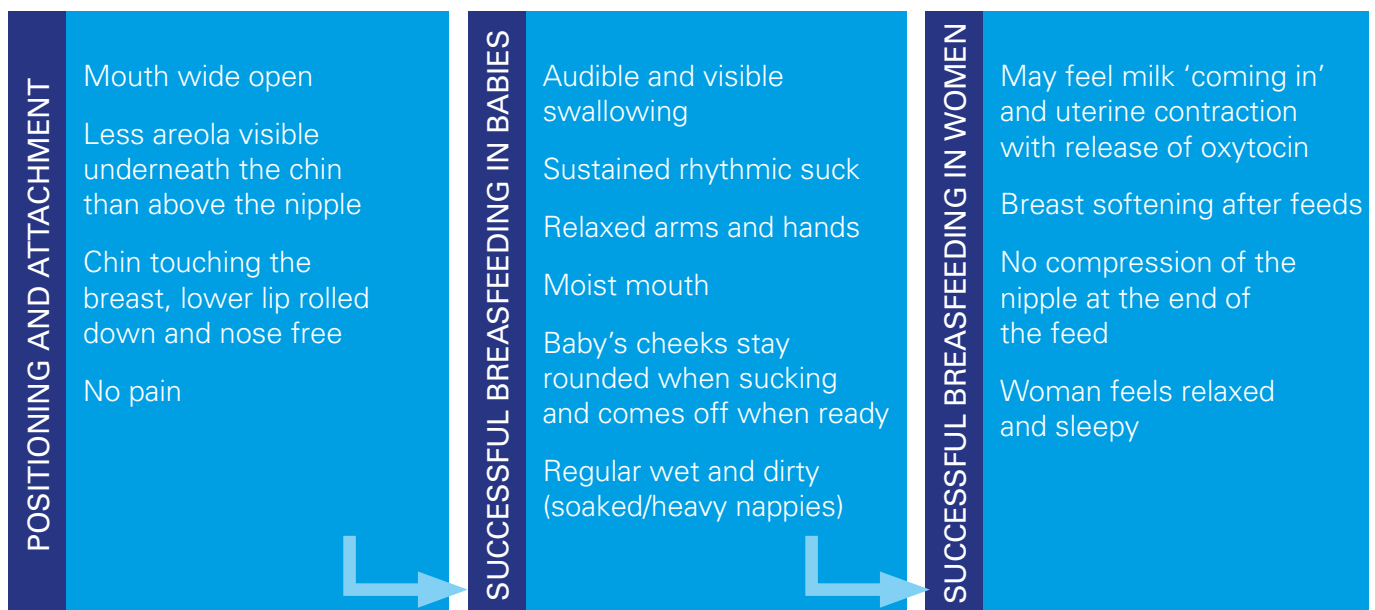 POSITIONING AND ATTACHMENT
Mouth wide open
Less areola visible
underneath the chin
than above the nipple
Chin touching the
breast, lower lip rolled
down and nose free
No pain
SUCCESSFUL BREASFEEDING IN BABIES
Audible and visible
swallowing
Sustained rhythmic suck
Relaxed arms and hands
Moist mouth
Baby’s cheeks stay
rounded when sucking
and comes off when ready
Regular wet and dirty
(soaked/heavy nappies)
SUCCESSFUL BREASFEEDING IN WOMEN
May feel milk ‘coming in’
and uterine contraction
with release of oxytocin
Breast softening after feeds
No compression of the
nipple at the end of
the feed
Woman feels relaxed
and sleepy